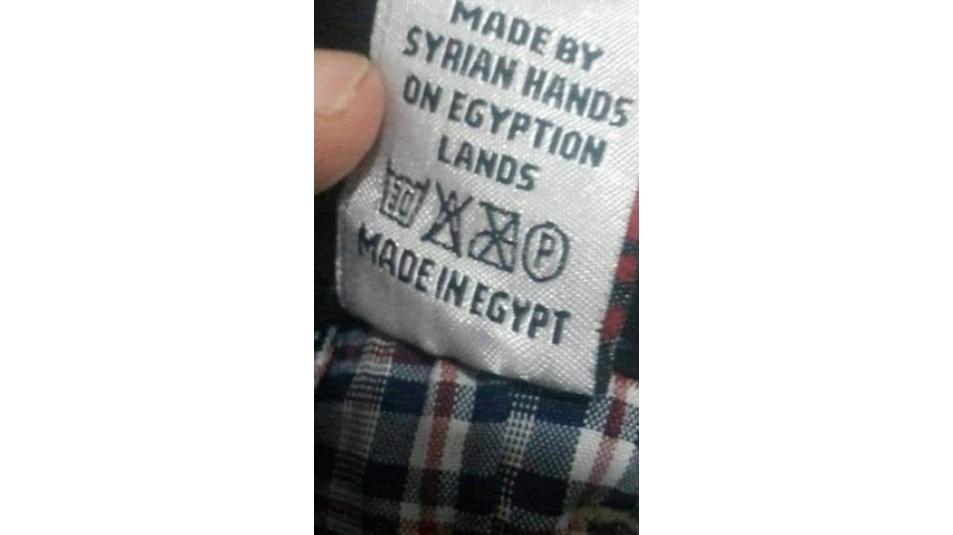 MADE BY
SYRIAN HANDS
ON EGYPTION
LANDS
30 P
MADE IN EGYPT